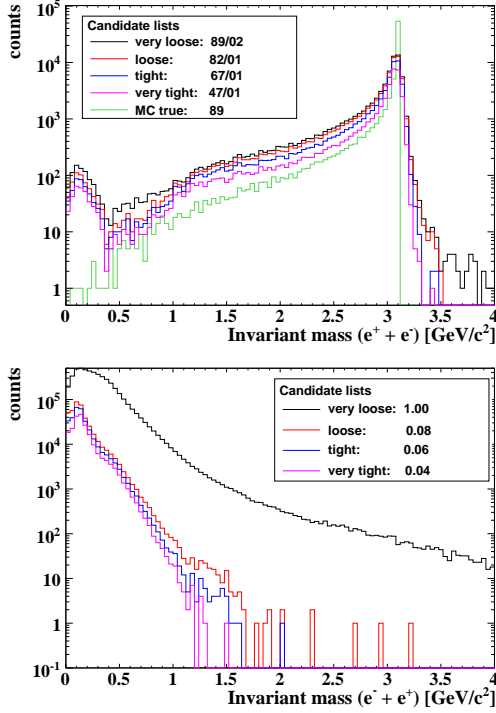 counts
10^5
10^4
10^3
10^2
10
1
Candidate lists
very loose: 89/02
loose: 82/01
tight: 67/01
very tight: 47/01
MC true: 89
0 0.5 1 1.5 2 2.5 3 3.5 4
Invariant mass (e^+ + e^-) [GeV/c^2]
counts
10^5
10^4
10^3
10^2
10
1
10^-1
Candidate lists
very loose: 1.00
loose: 0.08
tight: 0.06
very tight: 0.04
0 0.5 1 1.5 2 2.5 3 3.5 4
Invariant mass (e^- + e^+) [GeV/c^2]